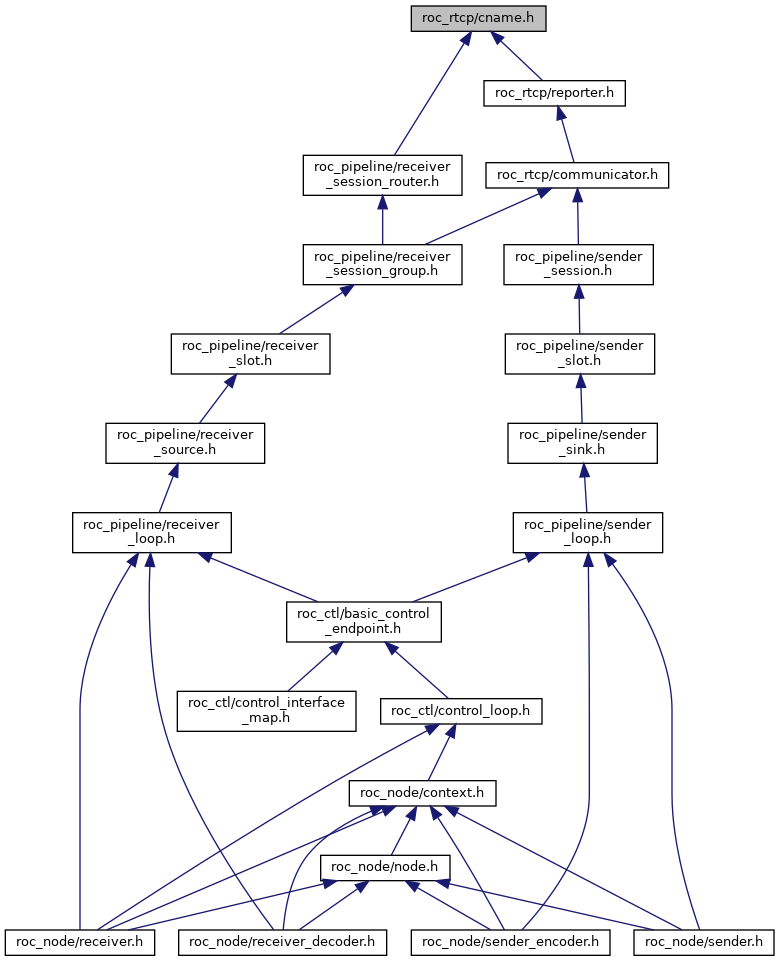 roc_rtcp/cname.h
roc_rtcp/reporter.h
roc_pipeline/receiver
_session_router.h
roc_rtcp/communicator.h
roc_pipeline/receiver
_session_group.h
roc_pipeline/sender
_session.h
roc_pipeline/receiver
_slot.h
roc_pipeline/sender
_slot.h
roc_pipeline/receiver
_source.h
roc_pipeline/sender
_sink.h
roc_pipeline/receiver
_loop.h
roc_pipeline/sender
_loop.h
roc_ctl/basic_control
_endpoint.h
roc_ctl/control_interface
_map.h
roc_ctl/control_loop.h
roc_node/context.h
roc_node/node.h
roc_node/receiver.h
roc_node/receiver_decoder.h
roc_node/sender_encoder.h
roc_node/sender.h